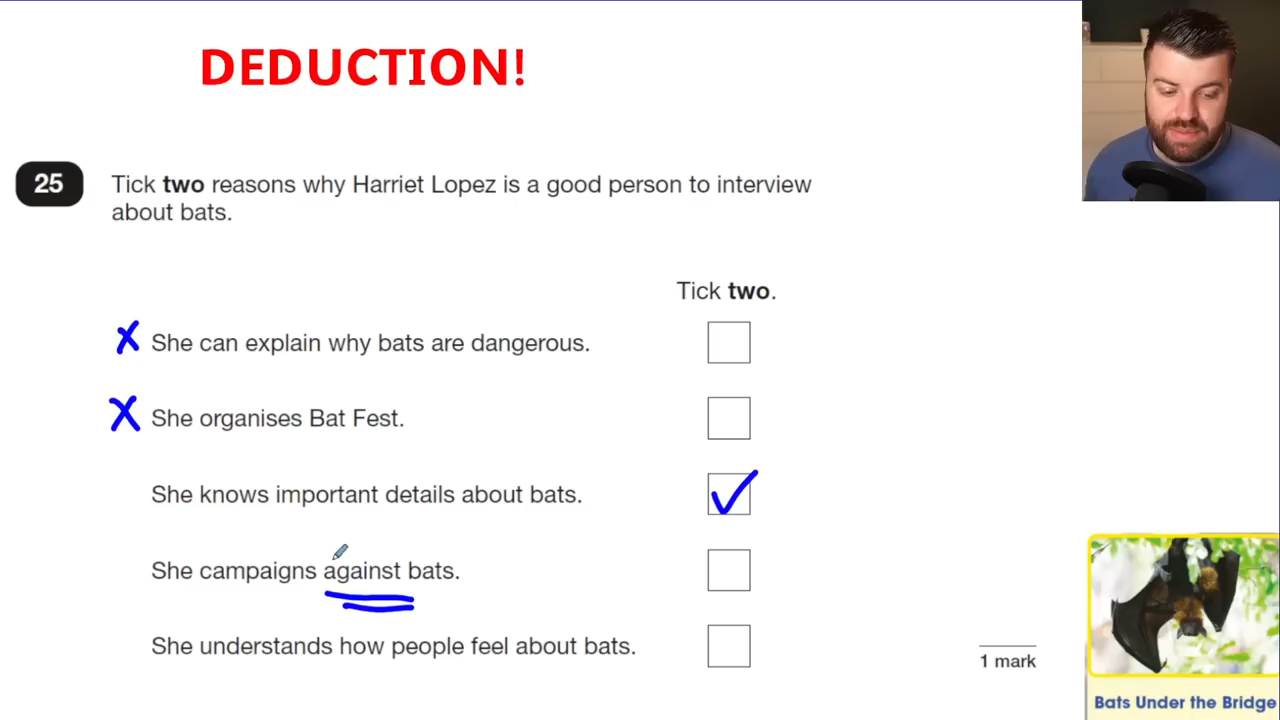 DEDUCTION!
25
Tick two reasons why Harriet Lopez is a good person to interview
about bats.
Tick two.
She can explain why bats are dangerous.
She organises Bat Fest.
She knows important details about bats.
She campaigns against bats.
She understands how people feel about bats.
1 mark
Bats Under the Bridge